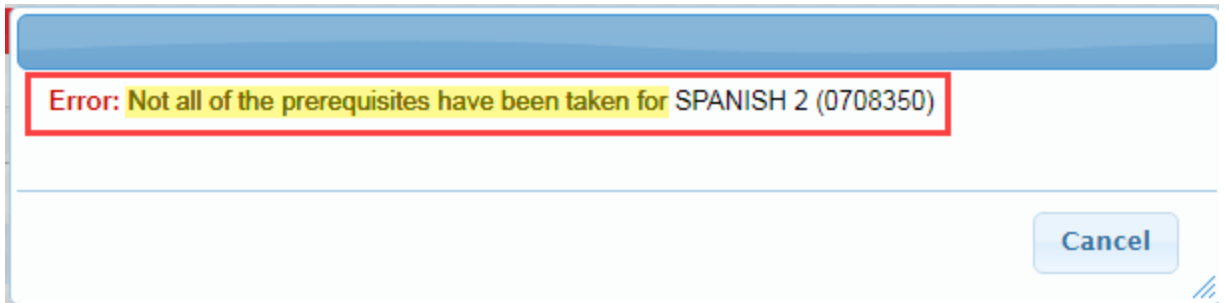 Error: Not all of the prerequisites have been taken for SPANISH 2 (0708350)
Cancel